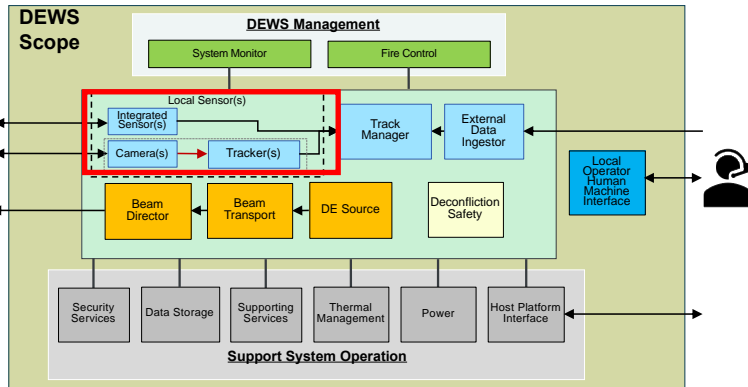 DEWS
Scope
DEWS Management
System Monitor
Fire Control
Local Sensor(s)
Integrated
Sensor(s)
Camera(s)
Tracker(s)
Track
Manager
External
Data
Ingestor
Local
Operator
Human
Machine
Interface
Beam
Director
Beam
Transport
DE Source
Deconfliction
Safety
Security
Services
Data Storage
Supporting
Services
Thermal
Management
Power
Host Platform
Interface
Support System Operation